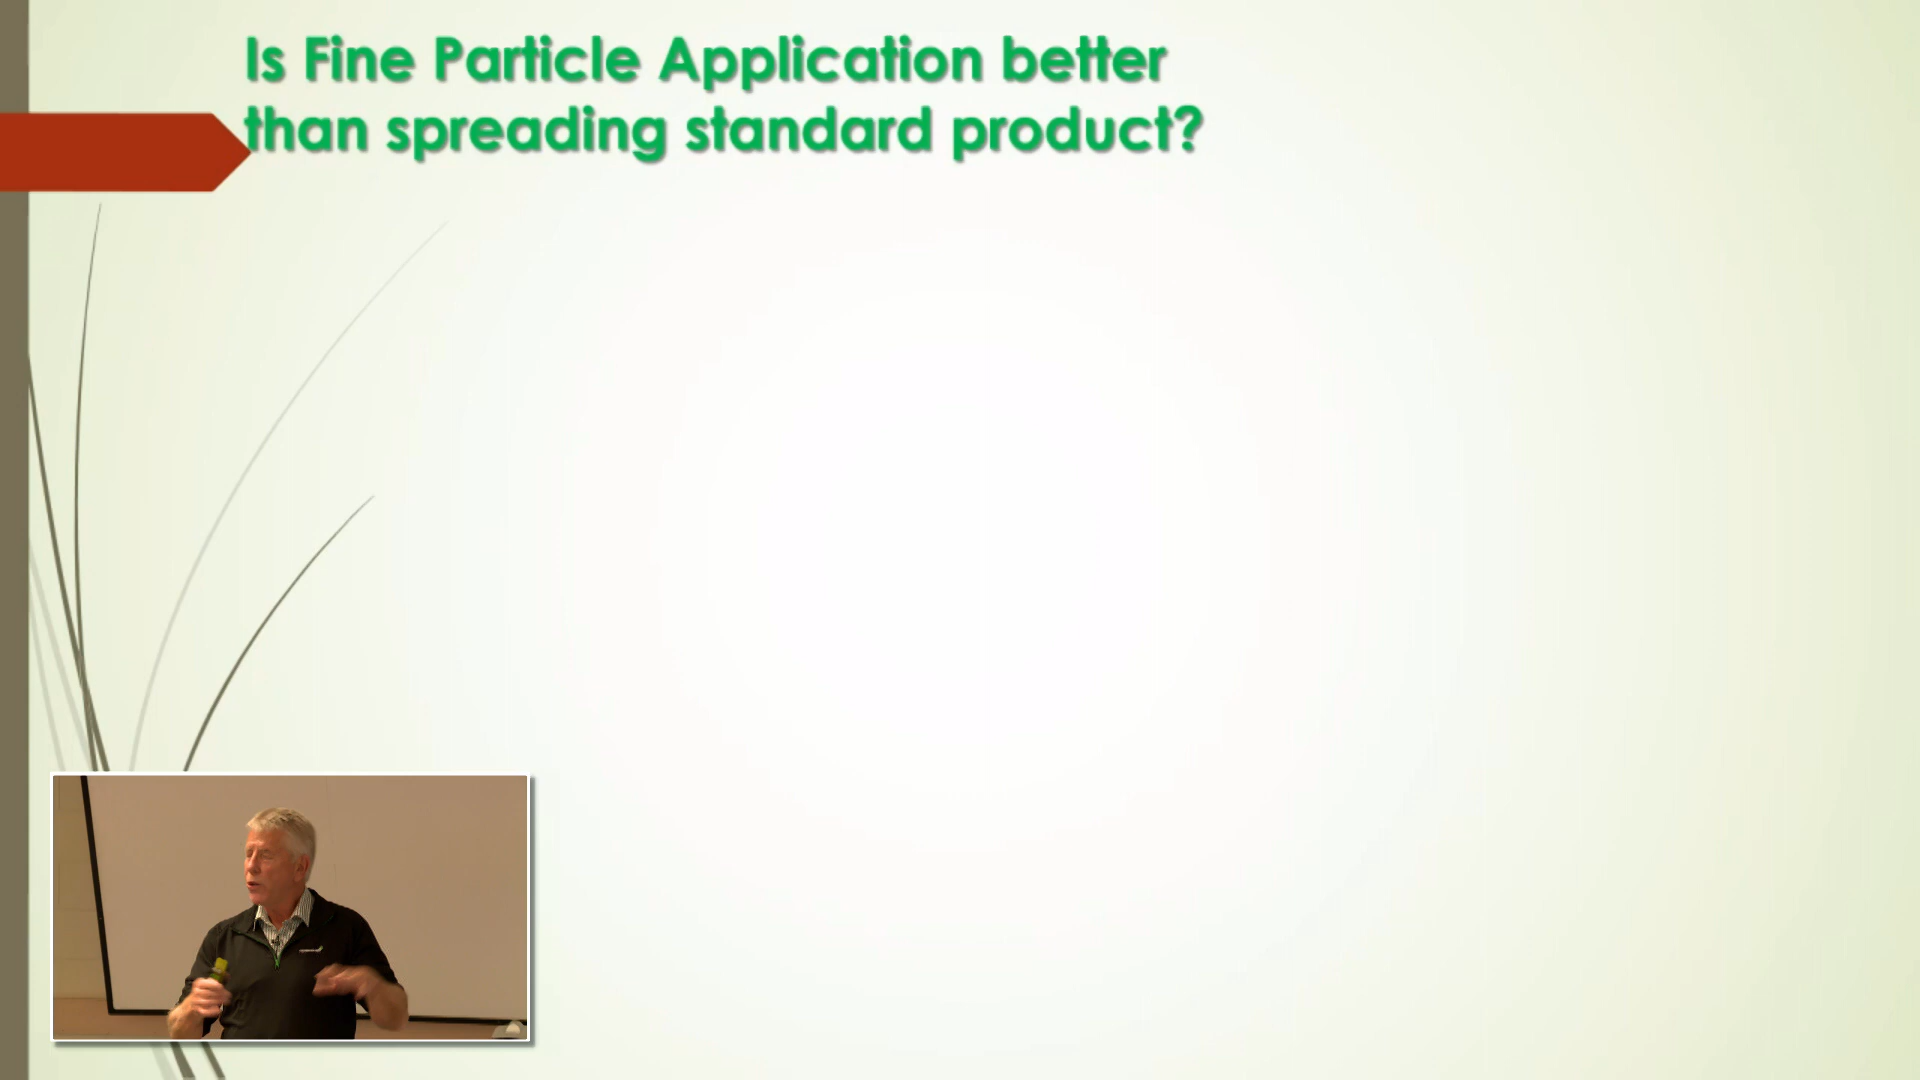 Is Fine Particle Application better
than spreading standard product?